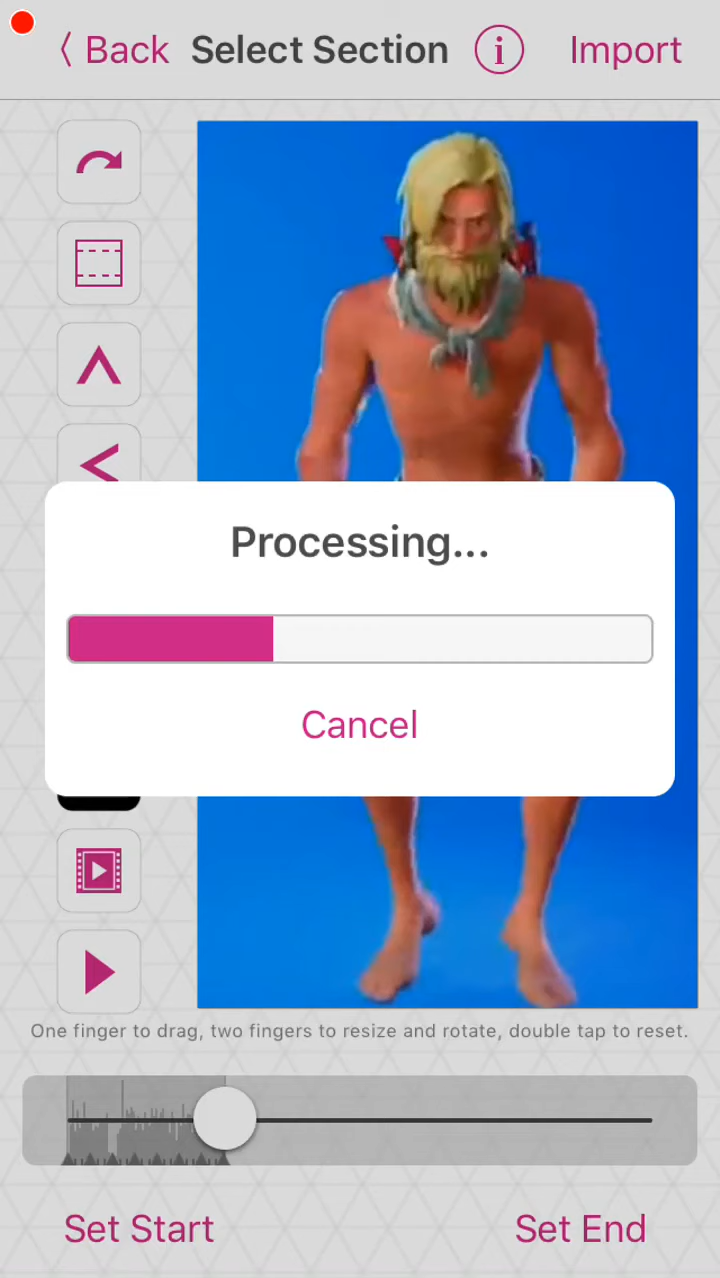 Back
Select Section
i
Import
Processing...
Cancel
One finger to drag, two fingers to resize and rotate, double tap to reset.
Set Start
Set End